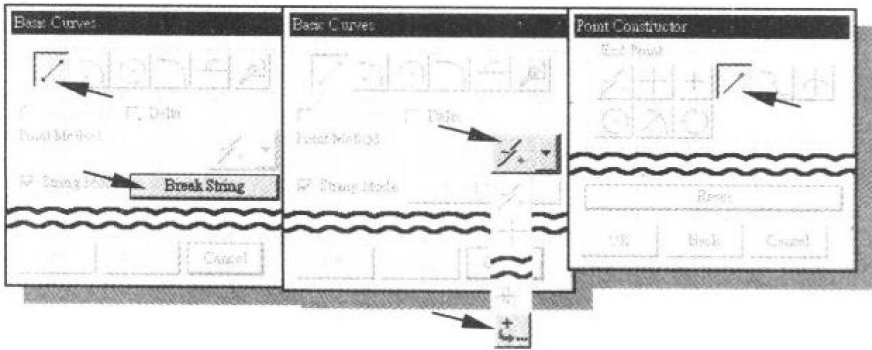 Basic Curves
Delta
Point Method
String Mode
Break String
Cancel
Basic Curves
Delta
Point Method
String Mode
Point Constructor
End Point
Reset
OK Back Cancel